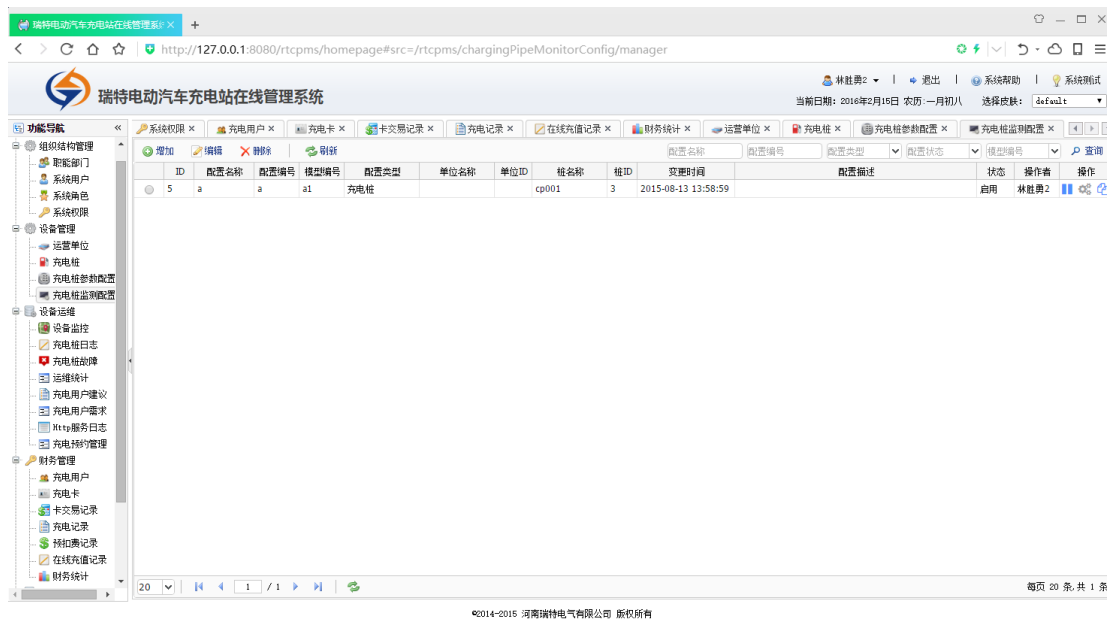 瑞特电动汽车充电站在线管理系统 × +
http://127.0.0.1:8080/rtcpms/homepage#src=/rtcpms/chargingPipeMonitorConfig/manager
瑞特电动汽车充电站在线管理系统
林胜勇2 | 退出 | 系统帮助 | 系统测试
当前日期: 2016年2月15日 农历:一月初八 选择皮肤: default
功能导航 «
系统权限 × 充电用户 × 充电卡 × 卡交易记录 × 充电记录 × 在线充值记录 × 财务统计 × 运营单位 × 充电桩 × 充电桩参数配置 × 充电桩监测配置 ×
增加 编辑 删除 | 刷新 配置名称 配置编号 配置类型 配置状态 模型编号 查询
ID 配置名称 配置编号 模型编号 配置类型 单位名称 单位ID 桩名称 桩ID 变更时间 配置描述 状态 操作者 操作
5 a a a1 充电桩 cp001 3 2015-08-13 13:58:59 启用 林胜勇2
组织结构管理
职能部门
系统用户
系统角色
系统权限
设备管理
运营单位
充电桩
充电桩参数配置
充电桩监测配置
设备运维
设备监控
充电桩日志
充电桩故障
运维统计
充电用户建议
充电用户需求
Http服务日志
充电预约管理
财务管理
充电用户
充电卡
卡交易记录
充电记录
预扣费记录
在线充值记录
财务统计
20 1 / 1 每页 20 条,共 1 条
©2014-2015 河南瑞特电气有限公司 版权所有